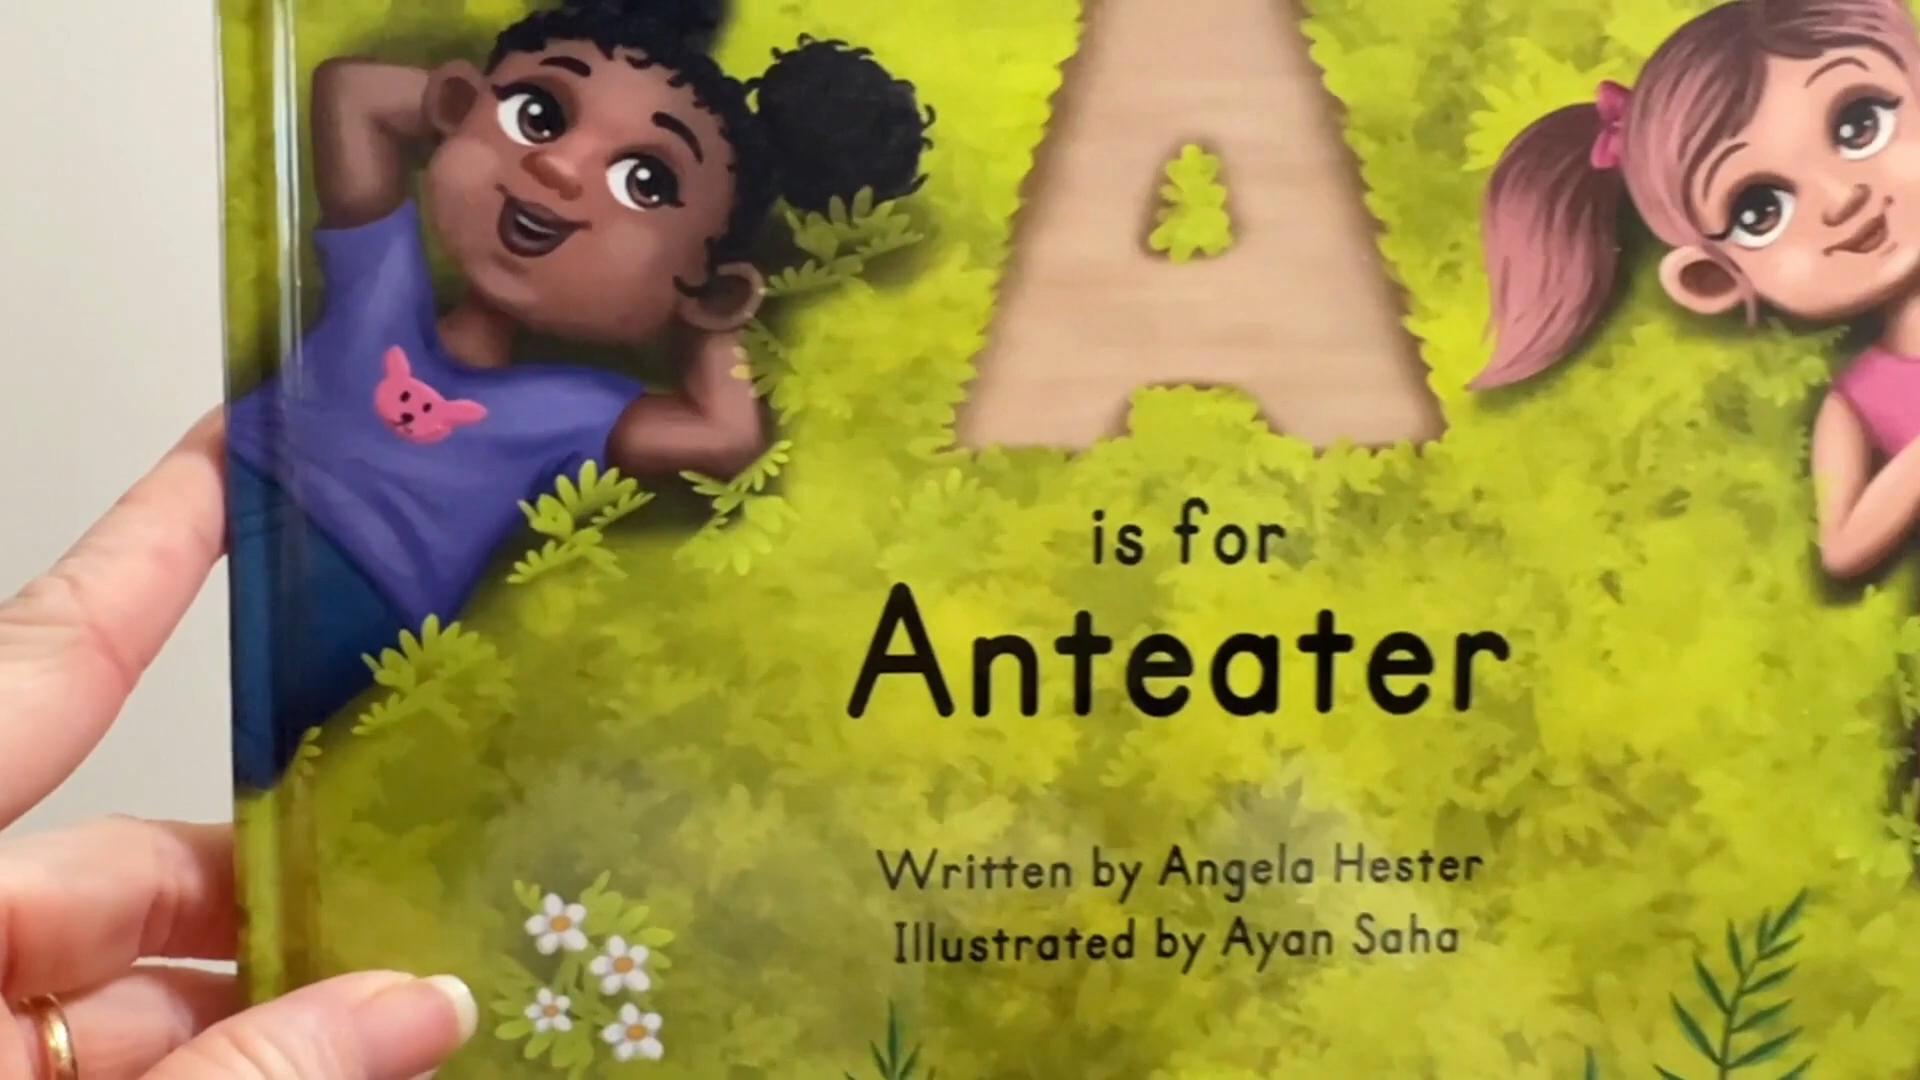 A
is for
Anteater
Written by Angela Hester
Illustrated by Ayan Saha